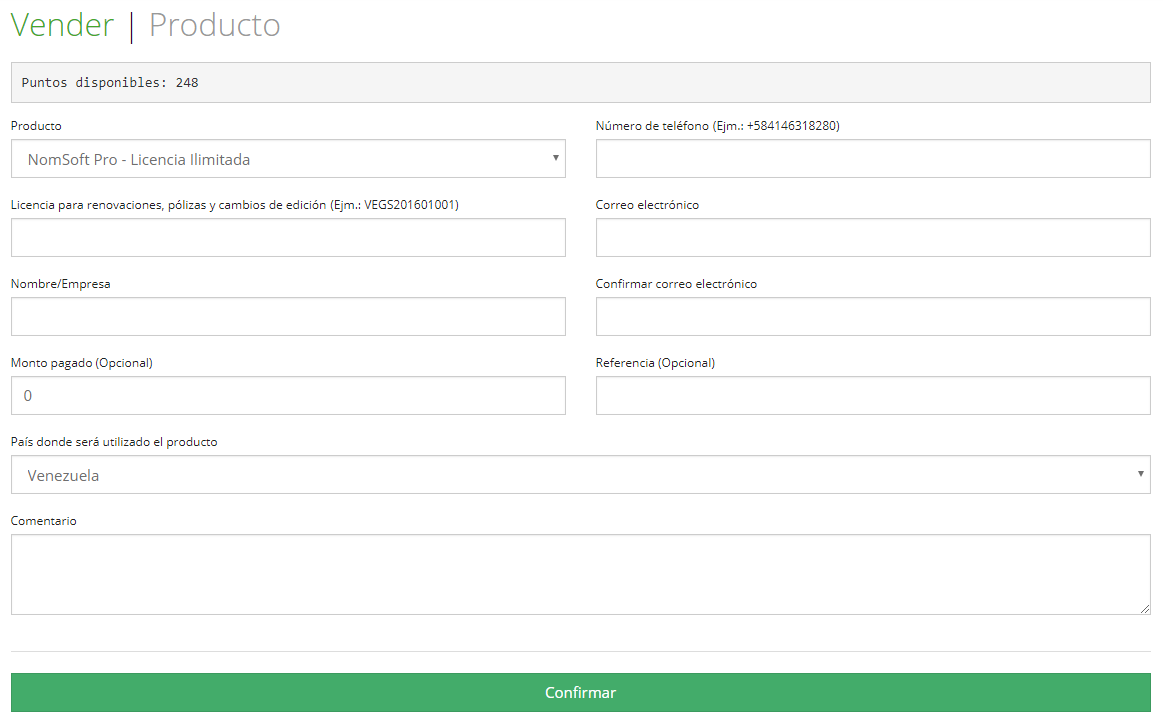 Vender | Producto
Puntos disponibles: 248
Producto
NomSoft Pro - Licencia Ilimitada
Número de teléfono (Ejm.: +584146318280)
Licencia para renovaciones, pólizas y cambios de edición (Ejm.: VEGS201601001)
Correo electrónico
Nombre/Empresa
Confirmar correo electrónico
Monto pagado (Opcional)
0
Referencia (Opcional)
País donde será utilizado el producto
Venezuela
Comentario
Confirmar